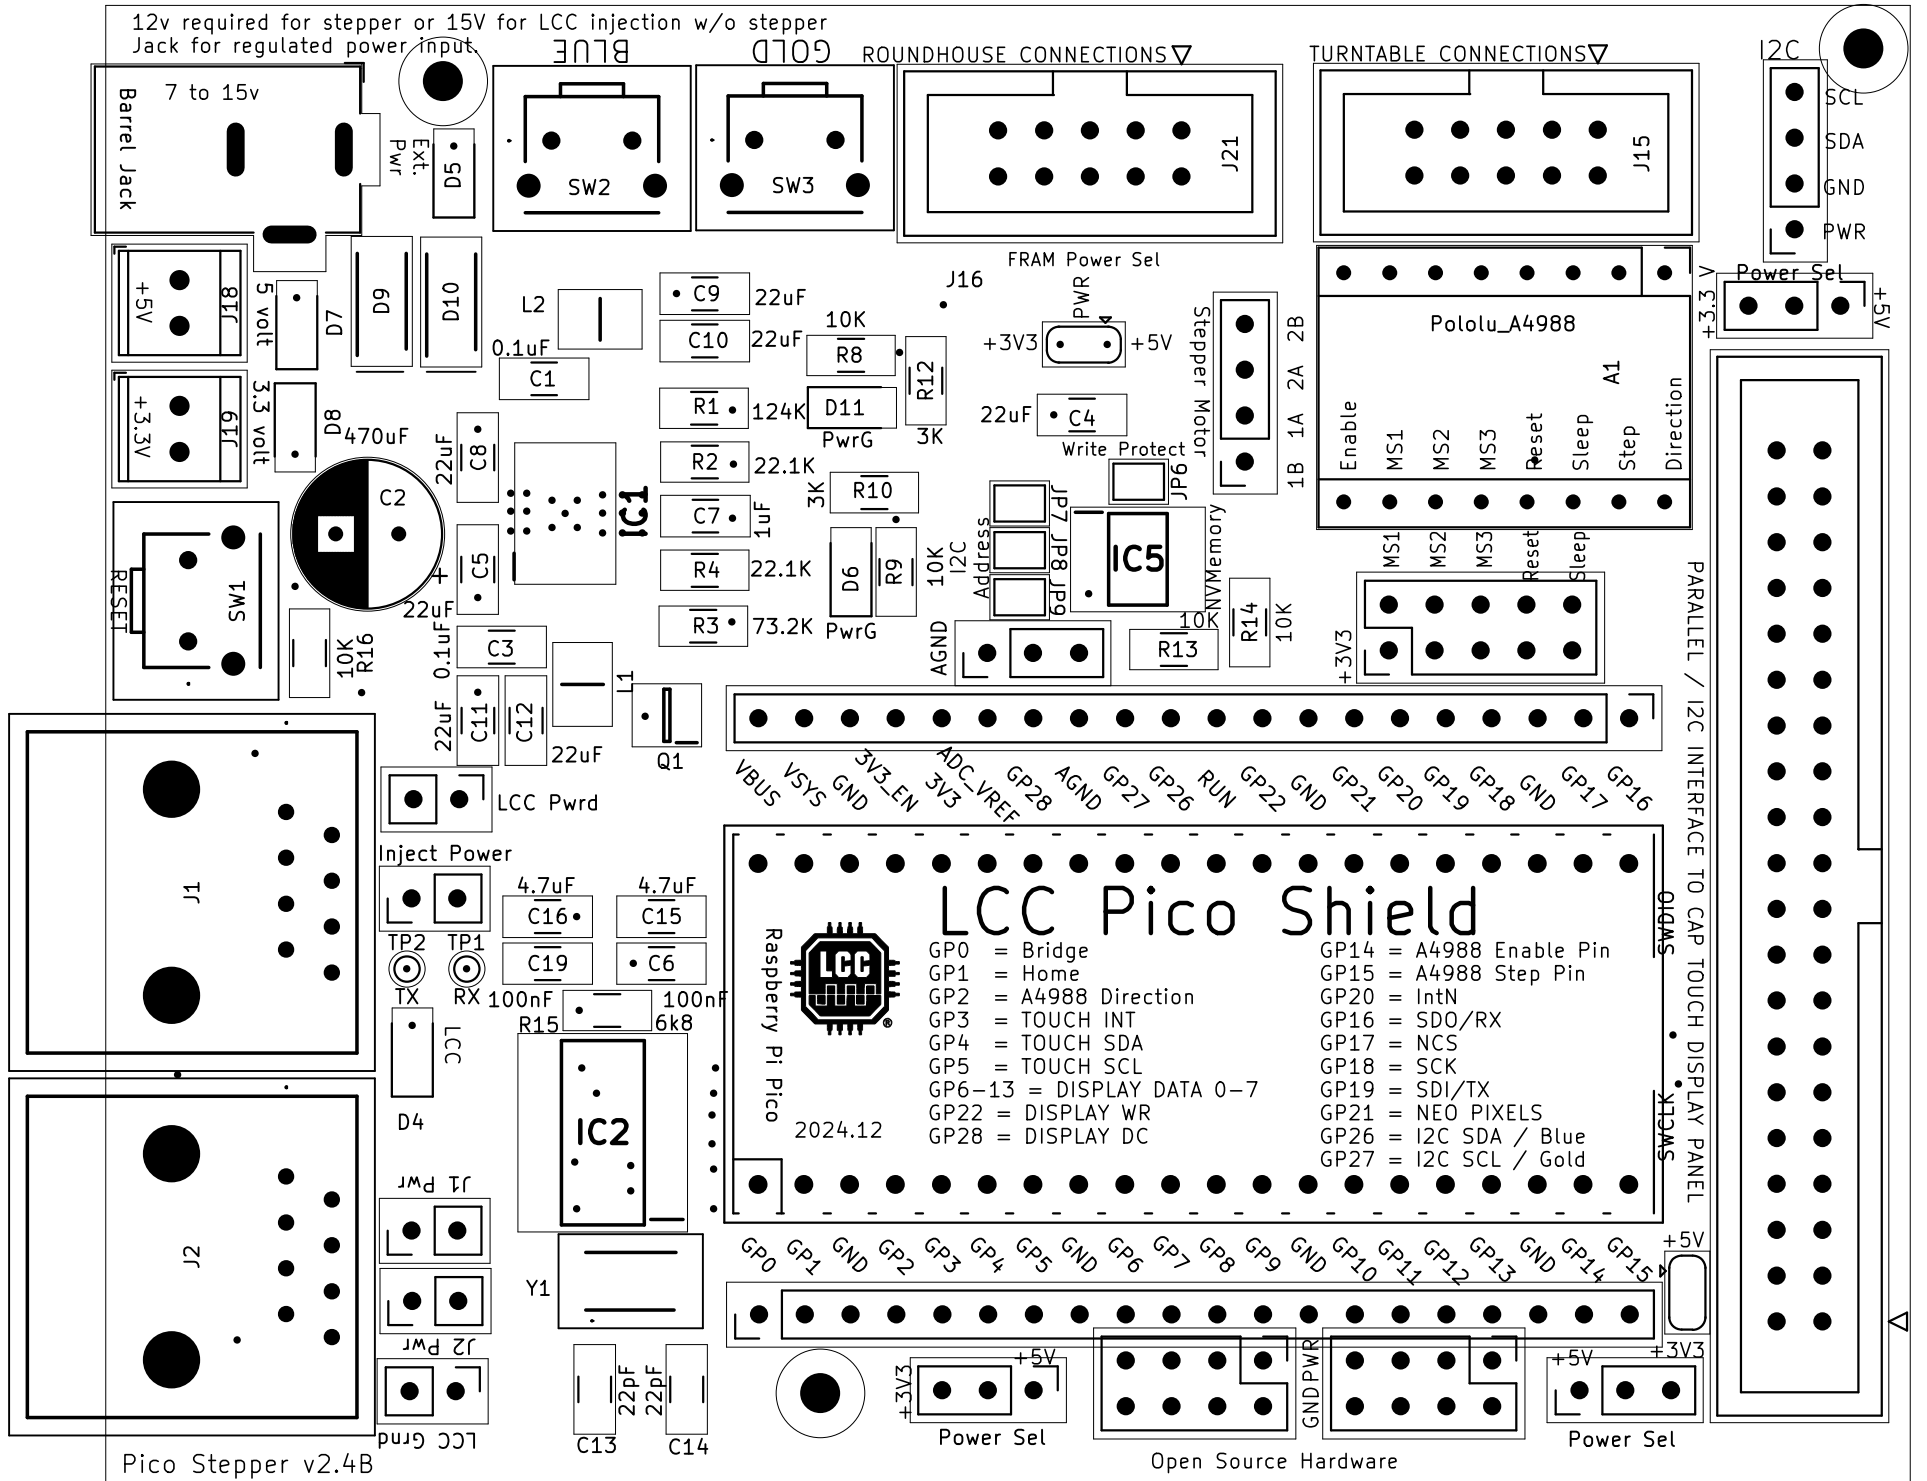 12v required for stepper or 15V for LCC injection w/o stepper
Jack for regulated power input.
BLUE
GOLD
ROUNDHOUSE CONNECTIONS
TURNTABLE CONNECTIONS
I2C
SCL
SDA
GND
PWR
Power Sel
+3.3 V
+5V
Barrel Jack
7 to 15v
Ext.
Pwr
D5
SW2
SW3
J21
J15
+5V
J18
5 volt
D7
D9
D10
L2
C9
22uF
C10
22uF
0.1uF
C1
10K
R8
R12
3K
J16
FRAM Power Sel
PWR
+3V3
+5V
Stepper Motor
2B
2A
1A
1B
Pololu_A4988
A1
Enable
MS1
MS2
MS3
Reset
Sleep
Step
Direction
+3.3V
J19
3.3 volt
D8
470uF
C2
+
22uF
C8
IC1
R1
124K
R2
22.1K
C7
1uF
R4
22.1K
R3
73.2K
D11
PwrG
3K
R10
D6
PwrG
R9
10K
22uF
C4
Write Protect
JP6
JP7
JP8
JP9
I2C
Address
IC5
NVMemory
10K
R13
R14
10K
AGND
MS1
MS2
MS3
Reset
Sleep
+3V3
RESET
SW1
10K
R16
C5
22uF
0.1uF
C3
L1
22uF
C11
C12
22uF
Q1
LCC Pwrd
Inject Power
VBUS
VSYS
GND
3V3_EN
3V3
ADC_VREF
GP28
AGND
GP27
GP26
RUN
GP22
GND
GP21
GP20
GP19
GP18
GND
GP17
GP16
PARALLEL / I2C INTERFACE TO CAP TOUCH DISPLAY PANEL
J1
TP2
TP1
TX
RX
LCC
D4
4.7uF
4.7uF
C16
C15
C19
C6
100nF
100nF
R15
6k8
IC2
Raspberry Pi Pico
LCC
®
2024.12
LCC Pico Shield
GP0 = Bridge
GP1 = Home
GP2 = A4988 Direction
GP3 = TOUCH INT
GP4 = TOUCH SDA
GP5 = TOUCH SCL
GP6-13 = DISPLAY DATA 0-7
GP22 = DISPLAY WR
GP28 = DISPLAY DC
GP14 = A4988 Enable Pin
GP15 = A4988 Step Pin
GP20 = IntN
GP16 = SDO/RX
GP17 = NCS
GP18 = SCK
GP19 = SDI/TX
GP21 = NEO PIXELS
GP26 = I2C SDA / Blue
GP27 = I2C SCL / Gold
SWDIO
SWCLK
J2
J1 Pwr
J2 Pwr
LCC Grnd
Y1
22pF
22pF
C13
C14
GP0
GP1
GND
GP2
GP3
GP4
GP5
GND
GP6
GP7
GP8
GP9
GND
GP10
GP11
GP12
GP13
GND
GP14
GP15
+5V
+3V3
+3V3
+5V
Power Sel
GND
PWR
+5V
Power Sel
Open Source Hardware
Pico Stepper v2.4B